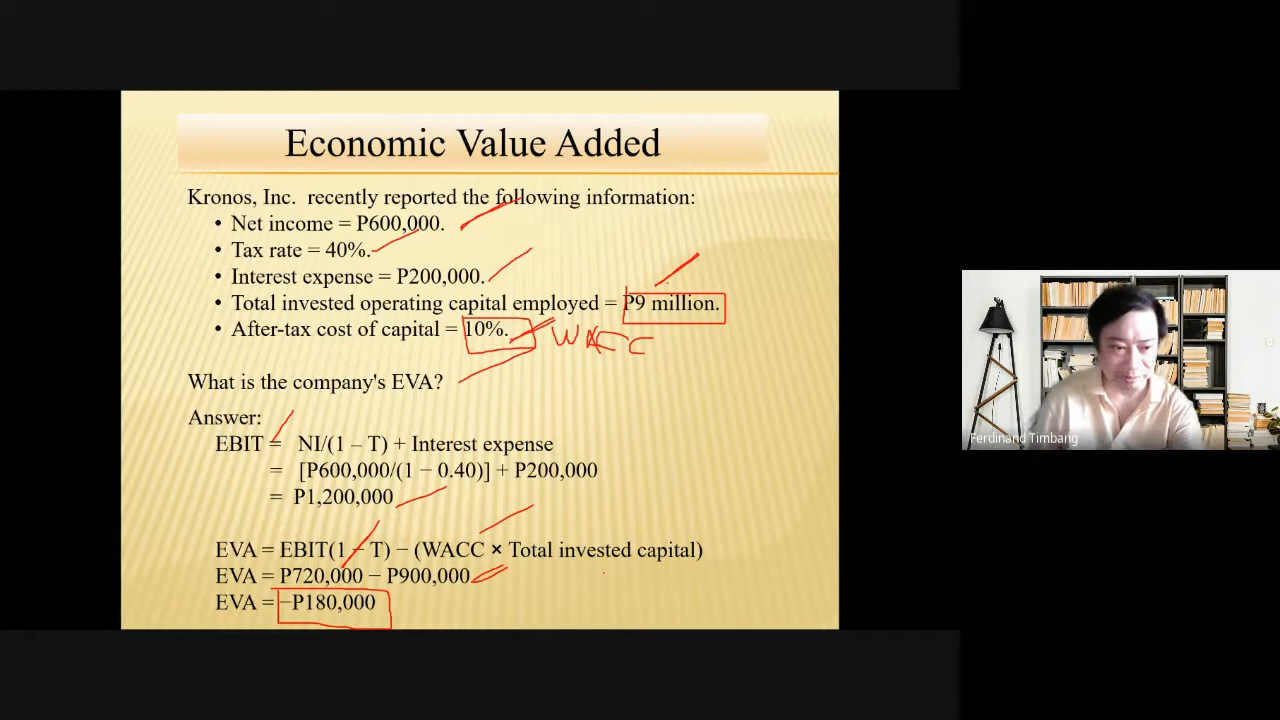 Economic Value Added
Kronos, Inc. recently reported the following information:
• Net income = P600,000.
• Tax rate = 40%.
• Interest expense = P200,000.
• Total invested operating capital employed = P9 million.
• After-tax cost of capital = 10%. WACC
What is the company's EVA?
Answer:
EBIT = NI/(1 – T) + Interest expense
= [P600,000/(1 − 0.40)] + P200,000
= P1,200,000
EVA = EBIT(1 − T) − (WACC × Total invested capital)
EVA = P720,000 − P900,000
EVA = −P180,000
Ferdinand Timbang